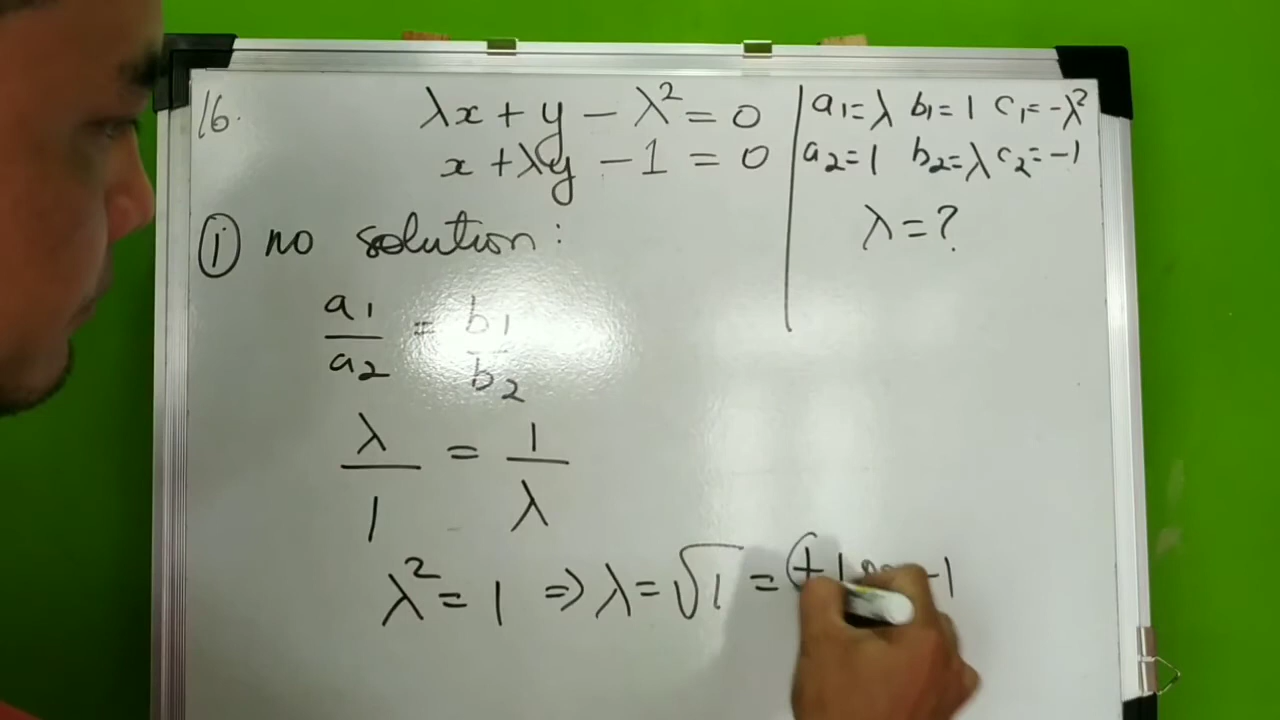 16.
λx + y - λ² = 0
x + λy - 1 = 0
a₁ = λ b₁ = 1 c₁ = -λ²
a₂ = 1 b₂ = λ c₂ = -1
λ = ?
① no solution:
a₁/a₂ = b₁/b₂
λ/1 = 1/λ
λ² = 1 ⇒ λ = √1 = +1 -1